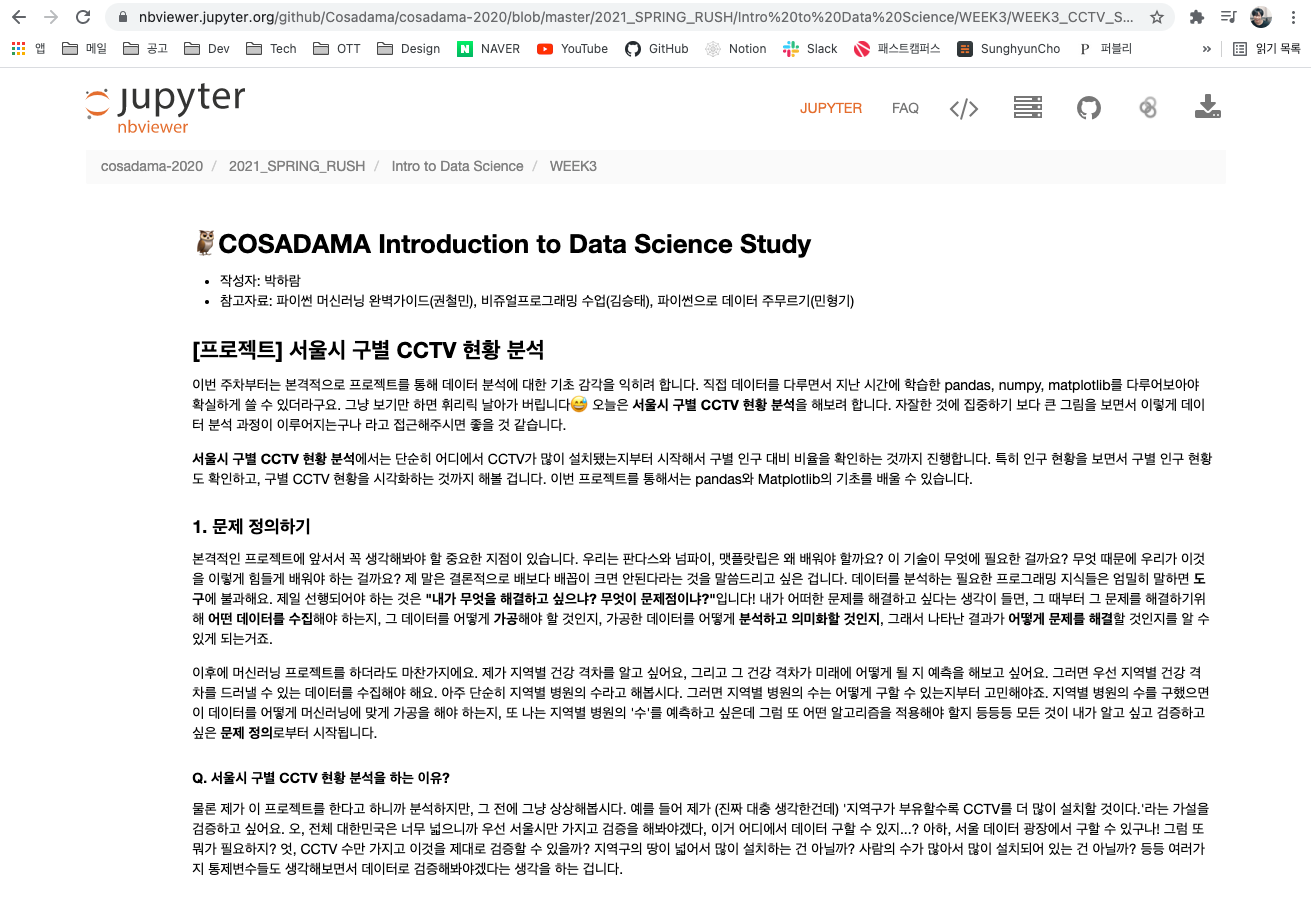 nbviewer.jupyter.org/github/Cosadama/cosadama-2020/blob/master/2021_SPRING_RUSH/Intro%20to%20Data%20Science/WEEK3/WEEK3_CCTV_S...
앱 메일 공고 Dev Tech OTT Design NAVER YouTube GitHub Notion Slack 패스트캠퍼스 SunghyunCho 퍼블리 » 읽기 목록
jupyter
nbviewer
JUPYTER FAQ </>
cosadama-2020 / 2021_SPRING_RUSH / Intro to Data Science / WEEK3
🦉COSADAMA Introduction to Data Science Study
• 작성자: 박하람
• 참고자료: 파이썬 머신러닝 완벽가이드(권철민), 비쥬얼프로그래밍 수업(김승태), 파이썬으로 데이터 주무르기(민형기)
[프로젝트] 서울시 구별 CCTV 현황 분석
이번 주차부터는 본격적으로 프로젝트를 통해 데이터 분석에 대한 기초 감각을 익히려 합니다. 직접 데이터를 다루면서 지난 시간에 학습한 pandas, numpy, matplotlib를 다루어보아야
확실하게 쓸 수 있더라구요. 그냥 보기만 하면 휘리릭 날아가 버립니다😅 오늘은 서울시 구별 CCTV 현황 분석을 해보려 합니다. 자잘한 것에 집중하기 보다 큰 그림을 보면서 이렇게 데이
터 분석 과정이 이루어지는구나 라고 접근해주시면 좋을 것 같습니다.
서울시 구별 CCTV 현황 분석에서는 단순히 어디에서 CCTV가 많이 설치됐는지부터 시작해서 구별 인구 대비 비율을 확인하는 것까지 진행합니다. 특히 인구 현황을 보면서 구별 인구 현황
도 확인하고, 구별 CCTV 현황을 시각화하는 것까지 해볼 겁니다. 이번 프로젝트를 통해서는 pandas와 Matplotlib의 기초를 배울 수 있습니다.
1. 문제 정의하기
본격적인 프로젝트에 앞서서 꼭 생각해봐야 할 중요한 지점이 있습니다. 우리는 판다스와 넘파이, 맷플랏립은 왜 배워야 할까요? 이 기술이 무엇에 필요한 걸까요? 무엇 때문에 우리가 이것
을 이렇게 힘들게 배워야 하는 걸까요? 제 말은 결론적으로 배보다 배꼽이 크면 안된다라는 것을 말씀드리고 싶은 겁니다. 데이터를 분석하는 필요한 프로그래밍 지식들은 엄밀히 말하면 도
구에 불과해요. 제일 선행되어야 하는 것은 "내가 무엇을 해결하고 싶으냐? 무엇이 문제점이냐?"입니다! 내가 어떠한 문제를 해결하고 싶다는 생각이 들면, 그 때부터 그 문제를 해결하기위
해 어떤 데이터를 수집해야 하는지, 그 데이터를 어떻게 가공해야 할 것인지, 가공한 데이터를 어떻게 분석하고 의미화할 것인지, 그래서 나타난 결과가 어떻게 문제를 해결할 것인지를 알 수
있게 되는거죠.
이후에 머신러닝 프로젝트를 하더라도 마찬가지에요. 제가 지역별 건강 격차를 알고 싶어요, 그리고 그 건강 격차가 미래에 어떻게 될 지 예측을 해보고 싶어요. 그러면 우선 지역별 건강 격
차를 드러낼 수 있는 데이터를 수집해야 해요. 아주 단순히 지역별 병원의 수라고 해봅시다. 그러면 지역별 병원의 수는 어떻게 구할 수 있는지부터 고민해야죠. 지역별 병원의 수를 구했으면
이 데이터를 어떻게 머신러닝에 맞게 가공을 해야 하는지, 또 나는 지역별 병원의 '수'를 예측하고 싶은데 그럼 또 어떤 알고리즘을 적용해야 할지 등등등 모든 것이 내가 알고 싶고 검증하고
싶은 문제 정의로부터 시작됩니다.
Q. 서울시 구별 CCTV 현황 분석을 하는 이유?
물론 제가 이 프로젝트를 한다고 하니까 분석하지만, 그 전에 그냥 상상해봅시다. 예를 들어 제가 (진짜 대충 생각한건데) '지역구가 부유할수록 CCTV를 더 많이 설치할 것이다.'라는 가설을
검증하고 싶어요. 오, 전체 대한민국은 너무 넓으니까 우선 서울시만 가지고 검증을 해봐야겠다, 이거 어디에서 데이터 구할 수 있지...? 아하, 서울 데이터 광장에서 구할 수 있구나! 그럼 또
뭐가 필요하지? 엇, CCTV 수만 가지고 이것을 제대로 검증할 수 있을까? 지역구의 땅이 넓어서 많이 설치하는 건 아닐까? 사람의 수가 많아서 많이 설치되어 있는 건 아닐까? 등등 여러가
지 통제변수들도 생각해보면서 데이터로 검증해봐야겠다는 생각을 하는 겁니다.